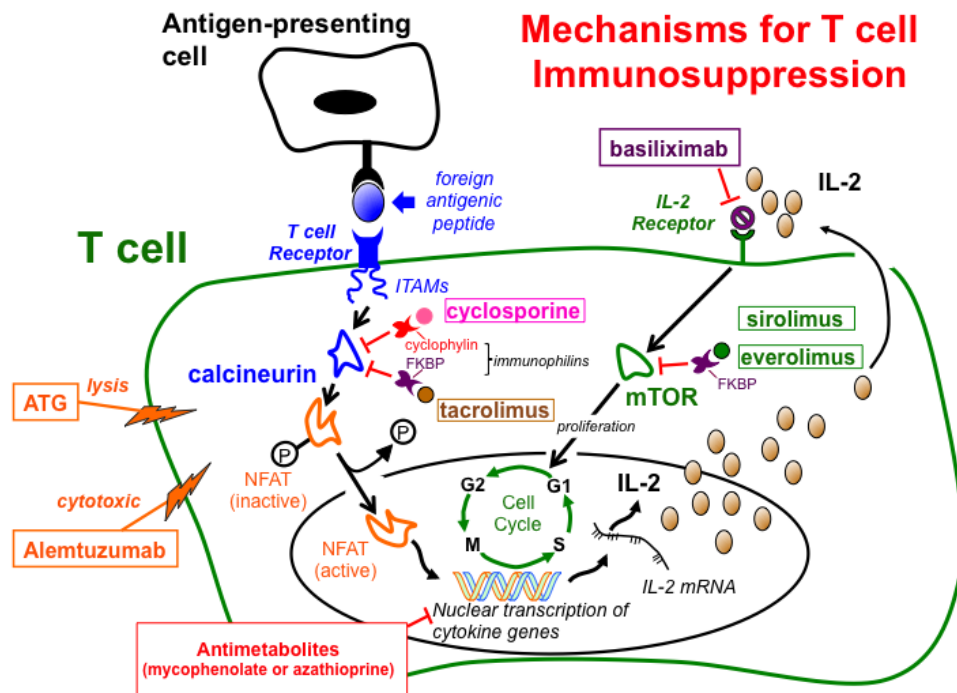 Antigen-presenting
cell
Mechanisms for T cell
Immunosuppression
basiliximab
IL-2
foreign
antigenic
peptide
IL-2
Receptor
T cell
Receptor
T cell
ITAMs
cyclosporine
cyclophylin
FKBP
immunophilins
calcineurin
tacrolimus
sirolimus
everolimus
FKBP
mTOR
proliferation
lysis
ATG
P
P
NFAT
(inactive)
cytotoxic
Alemtuzumab
G2
G1
Cell
Cycle
M
S
IL-2
NFAT
(active)
IL-2 mRNA
Nuclear transcription of
cytokine genes
Antimetabolites
(mycophenolate or azathioprine)